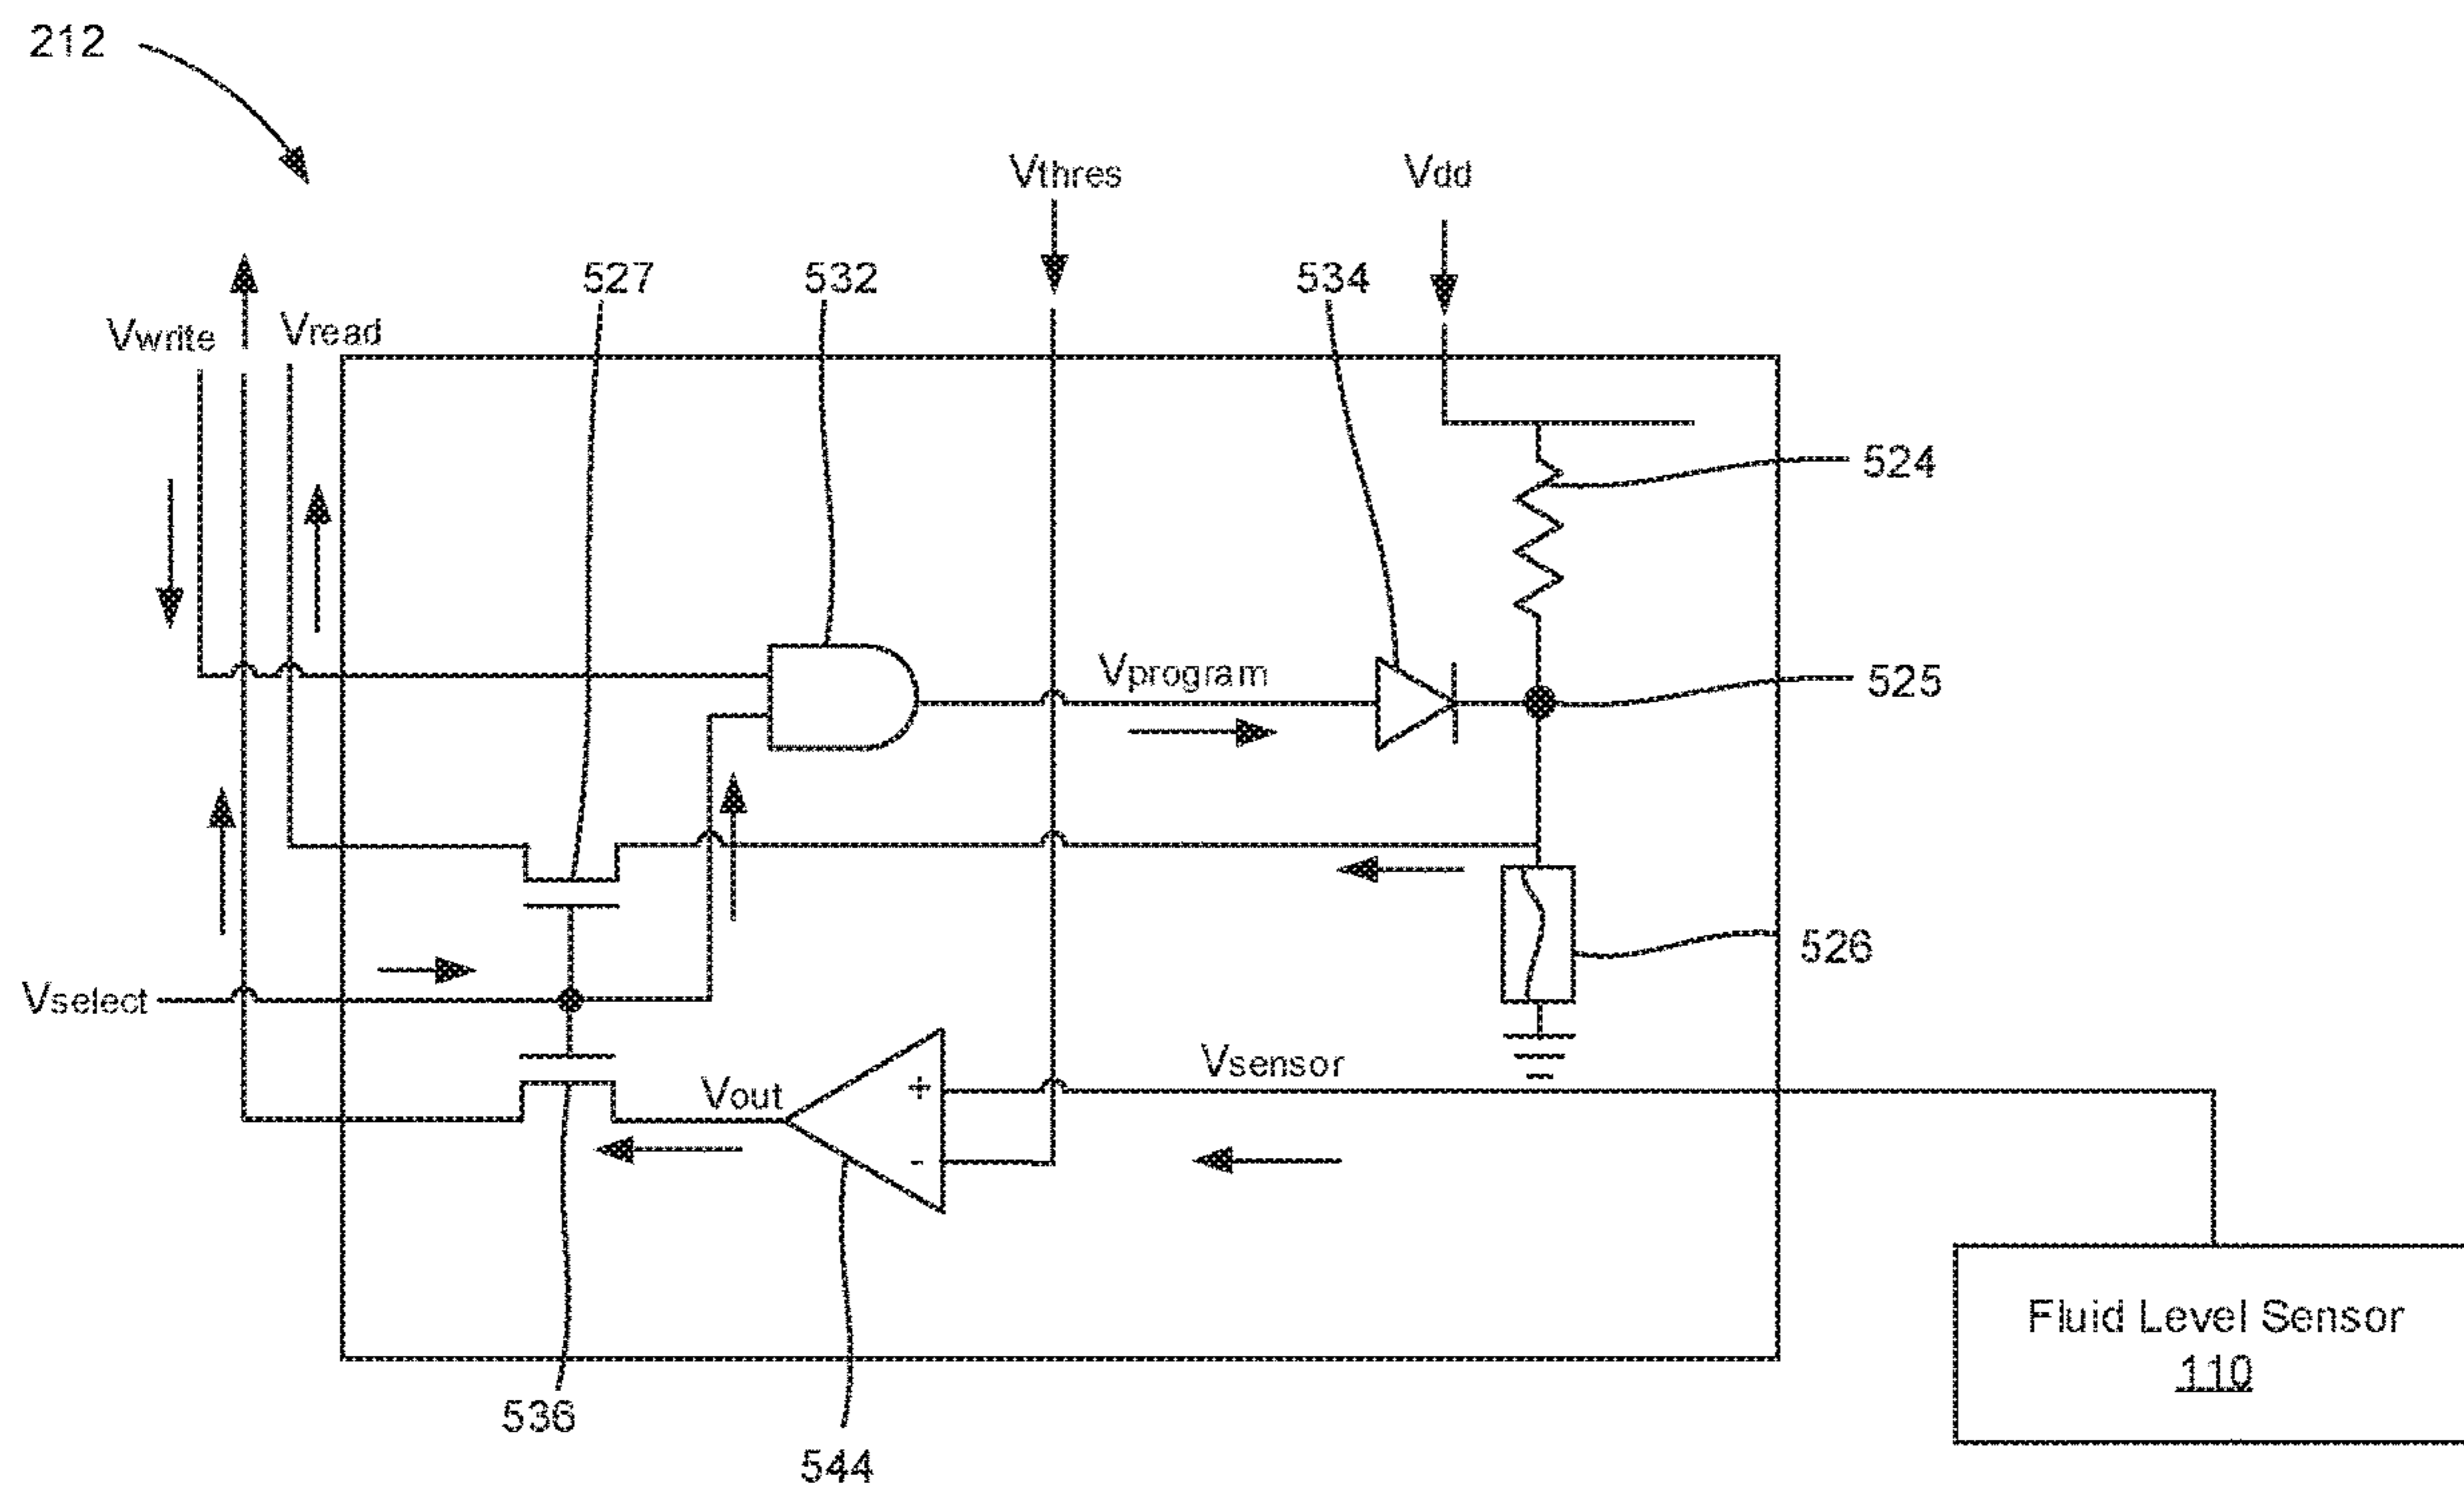 212
Vthres
Vdd
527
532
534
Vwrite
Vread
524
Vprogram
525
526
Vselect
Vsensor
Vout
+
-
Fluid Level Sensor
110
536
544